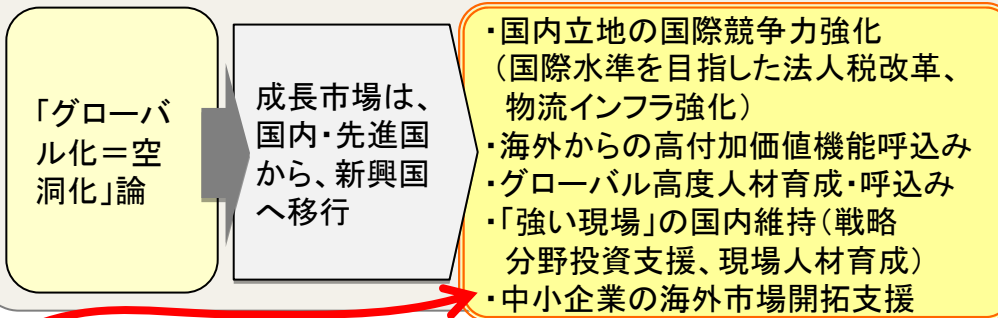 「グローバ
ル化=空
洞化」論
成長市場は、
国内・先進国
から、新興国
へ移行
・国内立地の国際競争力強化
(国際水準を目指した法人税改革、
物流インフラ強化)
・海外からの高付加価値機能呼込み
・グローバル高度人材育成・呼込み
・「強い現場」の国内維持(戦略
分野投資支援、現場人材育成)
・中小企業の海外市場開拓支援